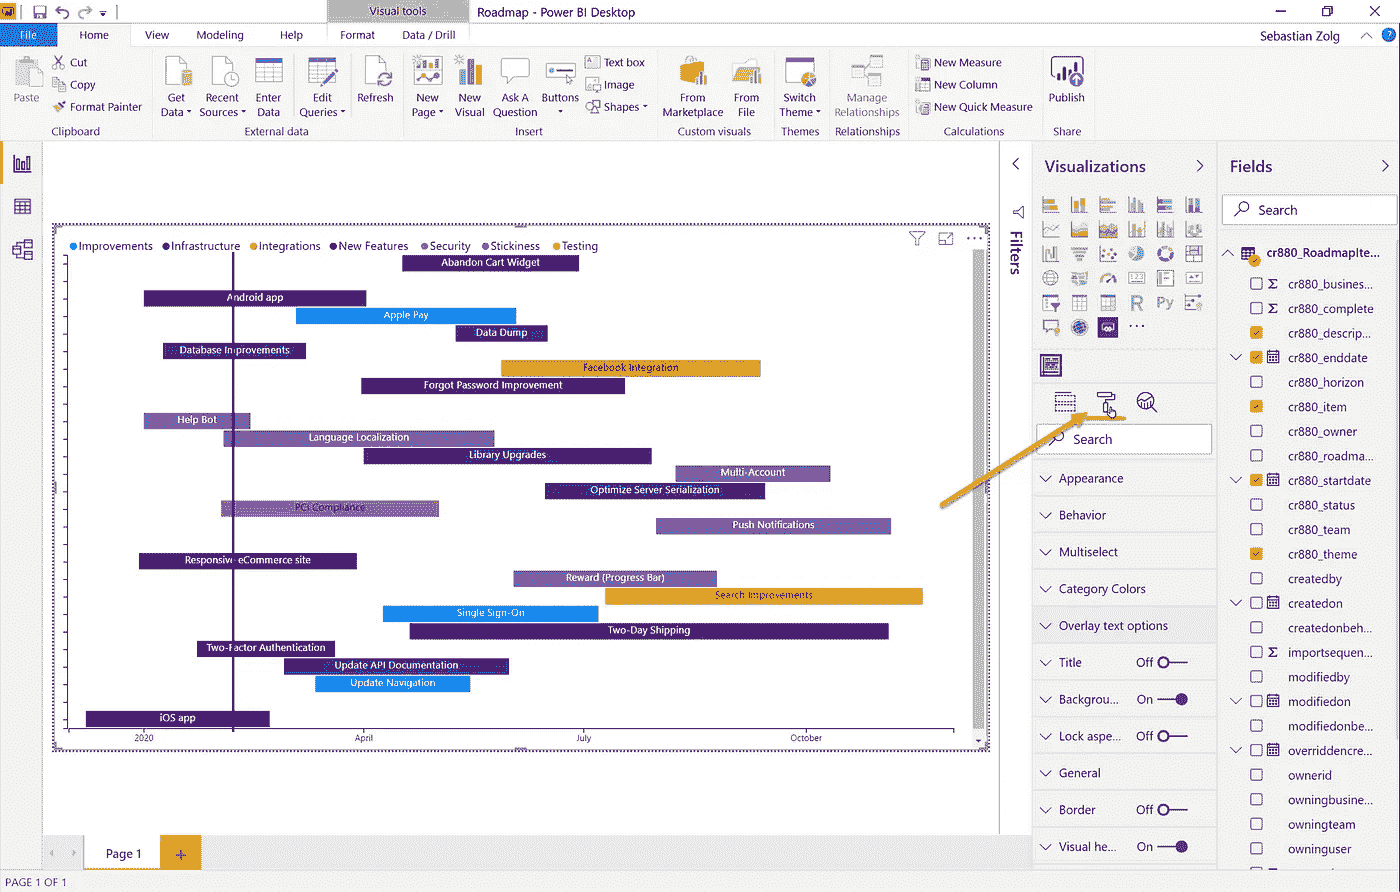 Visual tools
Roadmap - Power BI Desktop
File
Home
View
Modeling
Help
Format
Data / Drill
Sebastian Zolg
?
Paste
Cut
Copy
Format Painter
Clipboard
Get Data
Recent Sources
Enter Data
External data
Edit Queries
Refresh
New Page
New Visual
Ask A Question
Buttons
Text box
Image
Shapes
Insert
From Marketplace
From File
Custom visuals
Switch Theme
Themes
Manage Relationships
Relationships
New Measure
New Column
New Quick Measure
Calculations
Publish
Share
Improvements
Infrastructure
Integrations
New Features
Security
Stickiness
Testing
Abandon Cart Widget
Android app
Apple Pay
Data Dump
Database Improvements
Facebook Integration
Forgot Password Improvement
Help Bot
Language Localization
Library Upgrades
Multi-Account
Optimize Server Serialization
PCI Compliance
Push Notifications
Responsive eCommerce site
Reward (Progress Bar)
Search Improvements
Single Sign-On
Two-Day Shipping
Two-Factor Authentication
Update API Documentation
Update Navigation
iOS app
2020
April
July
October
Filters
Visualizations
R
Py
123
Search
Appearance
Behavior
Multiselect
Category Colors
Overlay text options
Title Off
Backgrou... On
Lock aspe... Off
General
Border Off
Visual he... On
Fields
Search
cr880_RoadmapIte...
Σ cr880_busines...
Σ cr880_complete
cr880_descrip...
cr880_enddate
cr880_horizon
cr880_item
cr880_owner
cr880_roadma...
cr880_startdate
cr880_status
cr880_team
cr880_theme
createdby
createdon
createdonbeh...
Σ importsequen...
modifiedby
modifiedon
modifiedonbe...
overriddencre...
ownerid
owningbusine...
owningteam
owninguser
Page 1
+
PAGE 1 OF 1